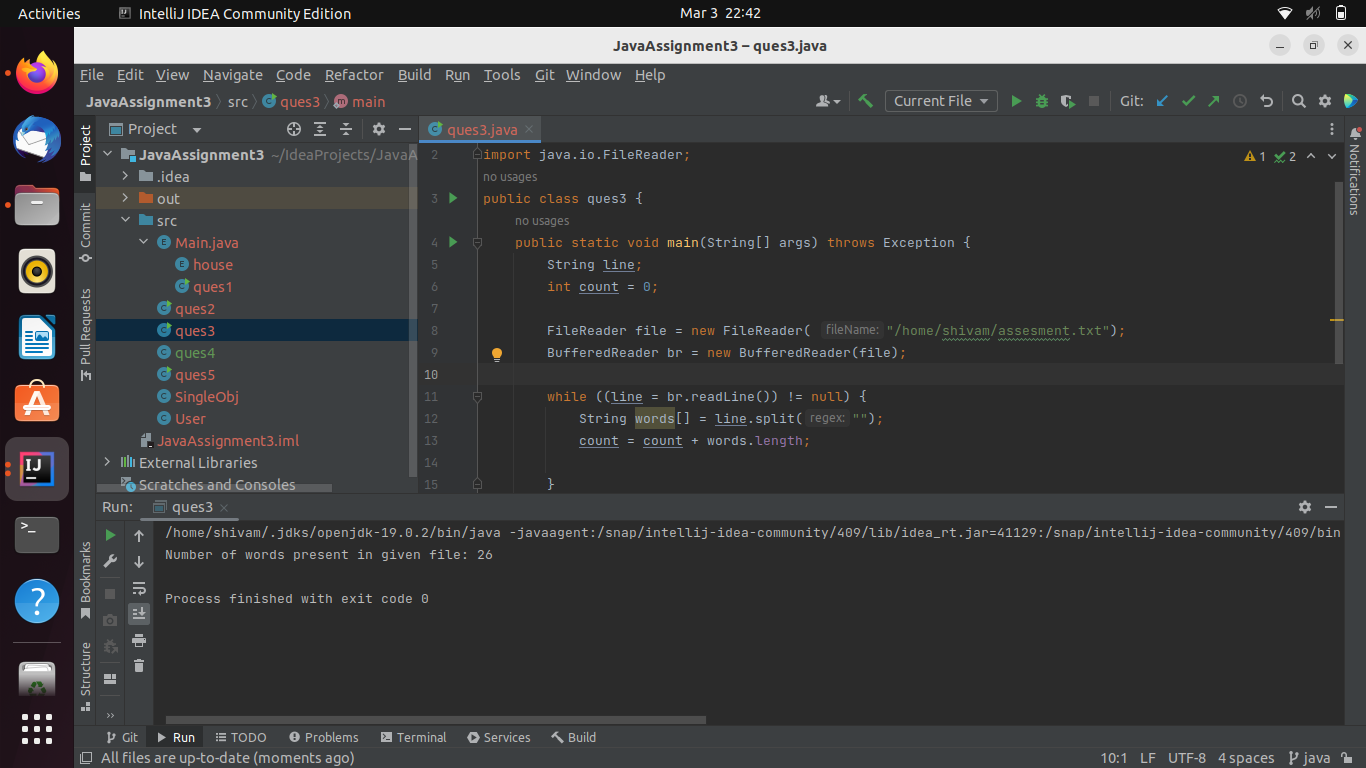 Activities IntelliJ IDEA Community Edition Mar 3 22:42
JavaAssignment3 – ques3.java
File Edit View Navigate Code Refactor Build Run Tools Git Window Help
JavaAssignment3 src ques3 main Current File Git:
Project
Commit
Pull Requests
Bookmarks
Structure
Project
JavaAssignment3 ~/IdeaProjects/JavaA
.idea
out
src
Main.java
house
ques1
ques2
ques3
ques4
ques5
SingleObj
User
JavaAssignment3.iml
External Libraries
Scratches and Consoles
ques3.java
1 2
2 import java.io.FileReader;
no usages
3 public class ques3 {
no usages
4 public static void main(String[] args) throws Exception {
5 String line;
6 int count = 0;
7
8 FileReader file = new FileReader( fileName: "/home/shivam/assesment.txt");
9 BufferedReader br = new BufferedReader(file);
10
11 while ((line = br.readLine()) != null) {
12 String words[] = line.split( regex: "");
13 count = count + words.length;
14
15 }
Notifications
Run: ques3
/home/shivam/.jdks/openjdk-19.0.2/bin/java -javaagent:/snap/intellij-idea-community/409/lib/idea_rt.jar=41129:/snap/intellij-idea-community/409/bin
Number of words present in given file: 26
Process finished with exit code 0
Git Run TODO Problems Terminal Services Build
All files are up-to-date (moments ago) 10:1 LF UTF-8 4 spaces java